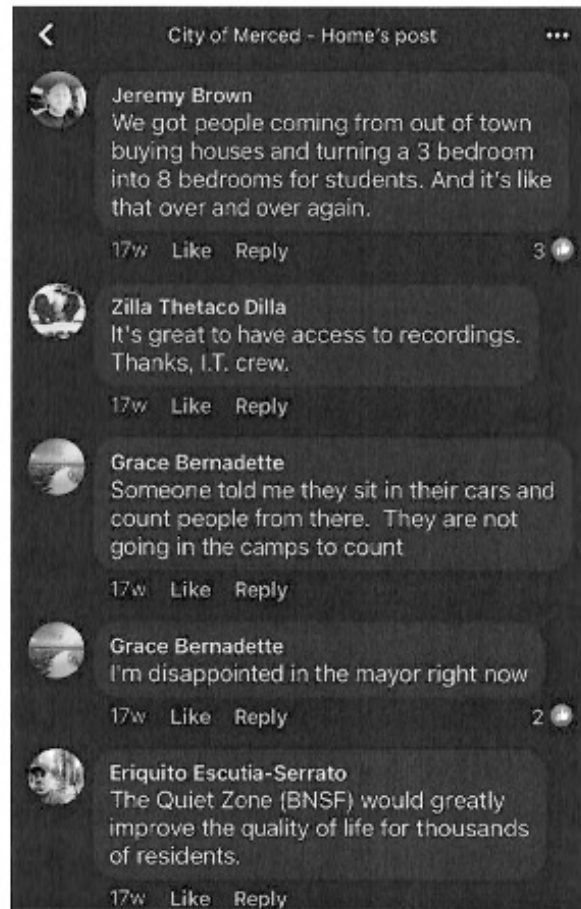 City of Merced - Home's post
Jeremy Brown
We got people coming from out of town
buying houses and turning a 3 bedroom
into 8 bedrooms for students. And it's like
that over and over again.
17w Like Reply 3
Zilla Thetaco Dilla
It's great to have access to recordings.
Thanks, I.T. crew.
17w Like Reply
Grace Bernadette
Someone told me they sit in their cars and
count people from there. They are not
going in the camps to count
17w Like Reply
Grace Bernadette
I'm disappointed in the mayor right now
17w Like Reply 2
Eriquito Escutia-Serrato
The Quiet Zone (BNSF) would greatly
improve the quality of life for thousands
of residents.
17w Like Reply